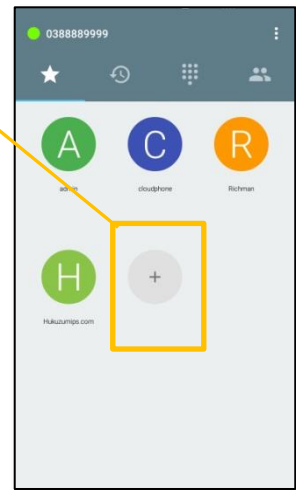 0388889999
A
C
R
admin
cloudphone
Richman
H
+
Hukuzumips.com